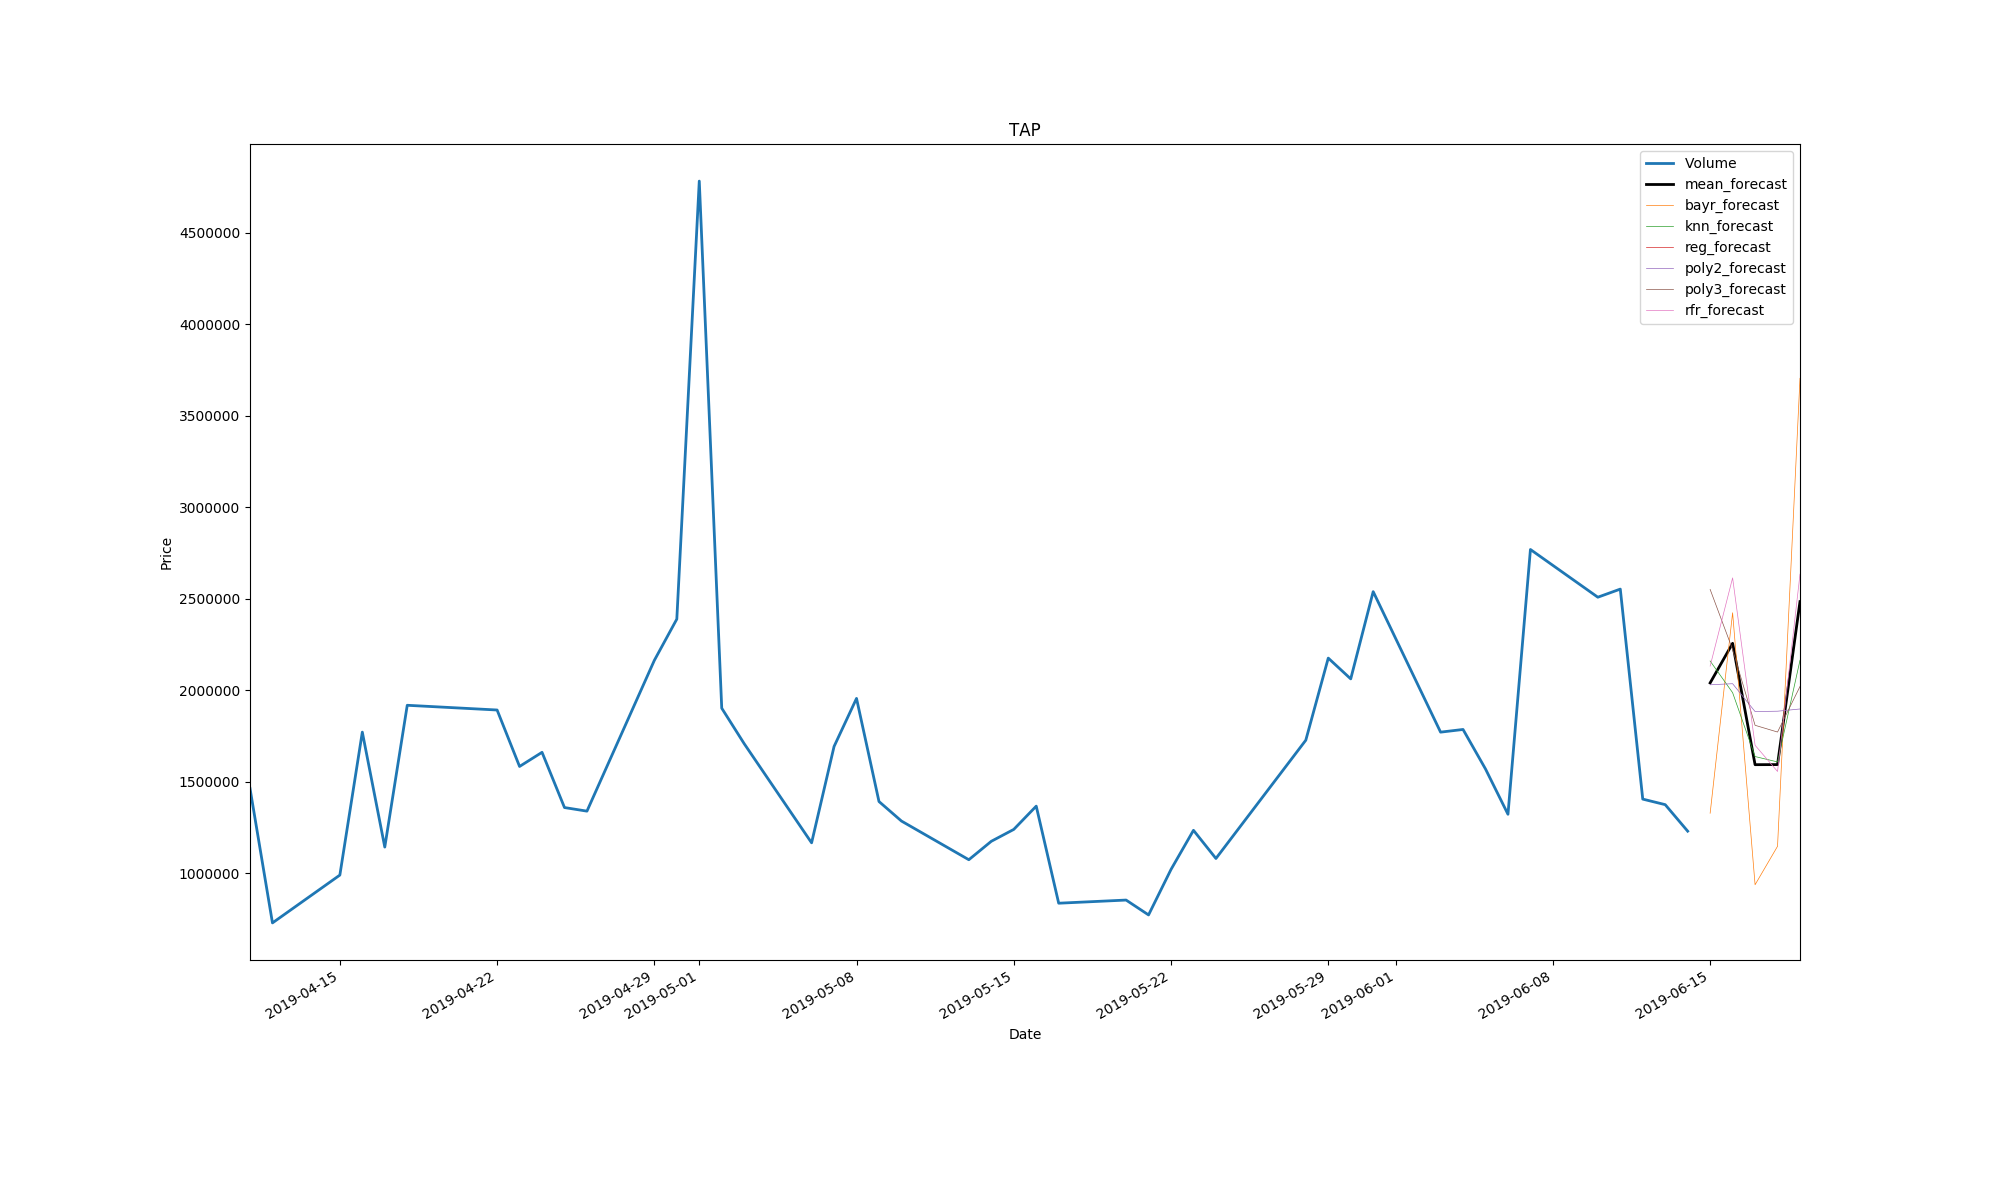 TAP
Volume
mean_forecast
bayr_forecast
knn_forecast
reg_forecast
poly2_forecast
poly3_forecast
rfr_forecast
4500000
4000000
3500000
3000000
2500000
2000000
1500000
1000000
Price
2019-04-15
2019-04-22
2019-04-29
2019-05-01
2019-05-08
2019-05-15
2019-05-22
2019-05-29
2019-06-01
2019-06-08
2019-06-15
Date